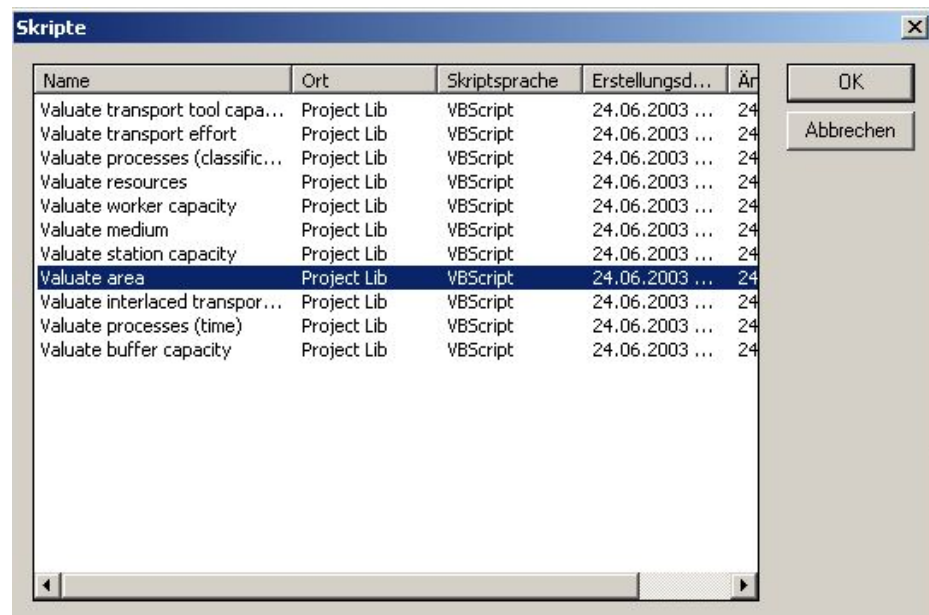 Skripte
Name Ort Skriptsprache Erstellungsd... Är
Valuate transport tool capa... Project Lib VBScript 24.06.2003 ... 24
Valuate transport effort Project Lib VBScript 24.06.2003 ... 24
Valuate processes (classific... Project Lib VBScript 24.06.2003 ... 24
Valuate resources Project Lib VBScript 24.06.2003 ... 24
Valuate worker capacity Project Lib VBScript 24.06.2003 ... 24
Valuate medium Project Lib VBScript 24.06.2003 ... 24
Valuate station capacity Project Lib VBScript 24.06.2003 ... 24
Valuate area Project Lib VBScript 24.06.2003 ... 24
Valuate interlaced transpor... Project Lib VBScript 24.06.2003 ... 24
Valuate processes (time) Project Lib VBScript 24.06.2003 ... 24
Valuate buffer capacity Project Lib VBScript 24.06.2003 ... 24
OK
Abbrechen